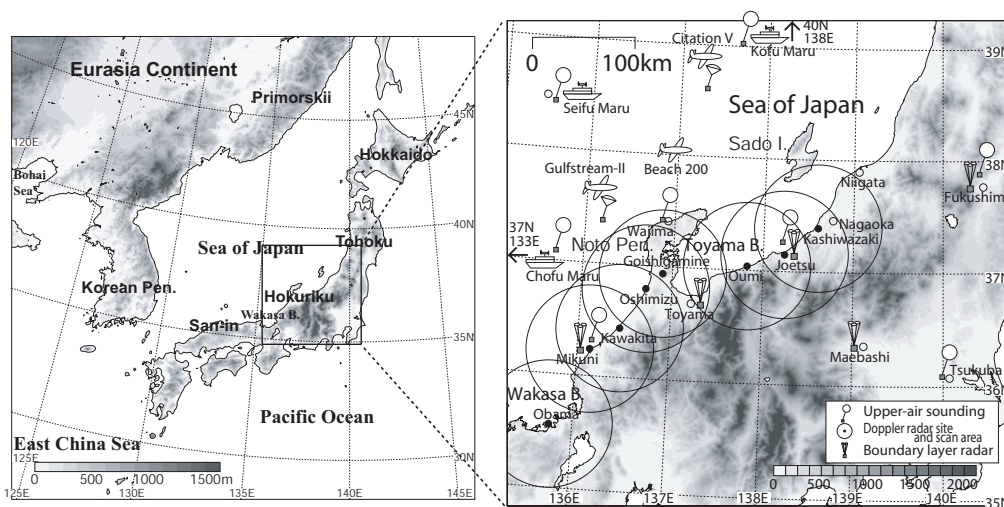 Eurasia Continent
Primorskii
120E
45N
Bohai
Sea
Hokkaido
40N
Sea of Japan
Tohoku
Korean Pen.
Hokuriku
Wakasa B.
San-in
35N
Pacific Ocean
East China Sea
125E
30N
0 500 1000 1500m
125E 130E 135E 140E 145E
Citation V
40N
138E
Kofu Maru
39N
0 100km
Seifu Maru
Sea of Japan
Sado I.
Gulfstream-II
Beach 200
38N
Niigata
Fukushim
37N
133E
Wajima
Nagaoka
Kashiwazaki
Noto Pen.
Toyama B.
Chofu Maru
Goishigamine
Oumi
Joetsu
37N
Oshimizu
Toyama
Kawakita
Mikuni
Maebashi
Tsukuba
36N
Wakasa B.
Obama
Upper-air sounding
Doppler radar site
and scan area
Boundary layer radar
0 500 1000 1500 2000
136E 137E 138E 139E 140E 35N